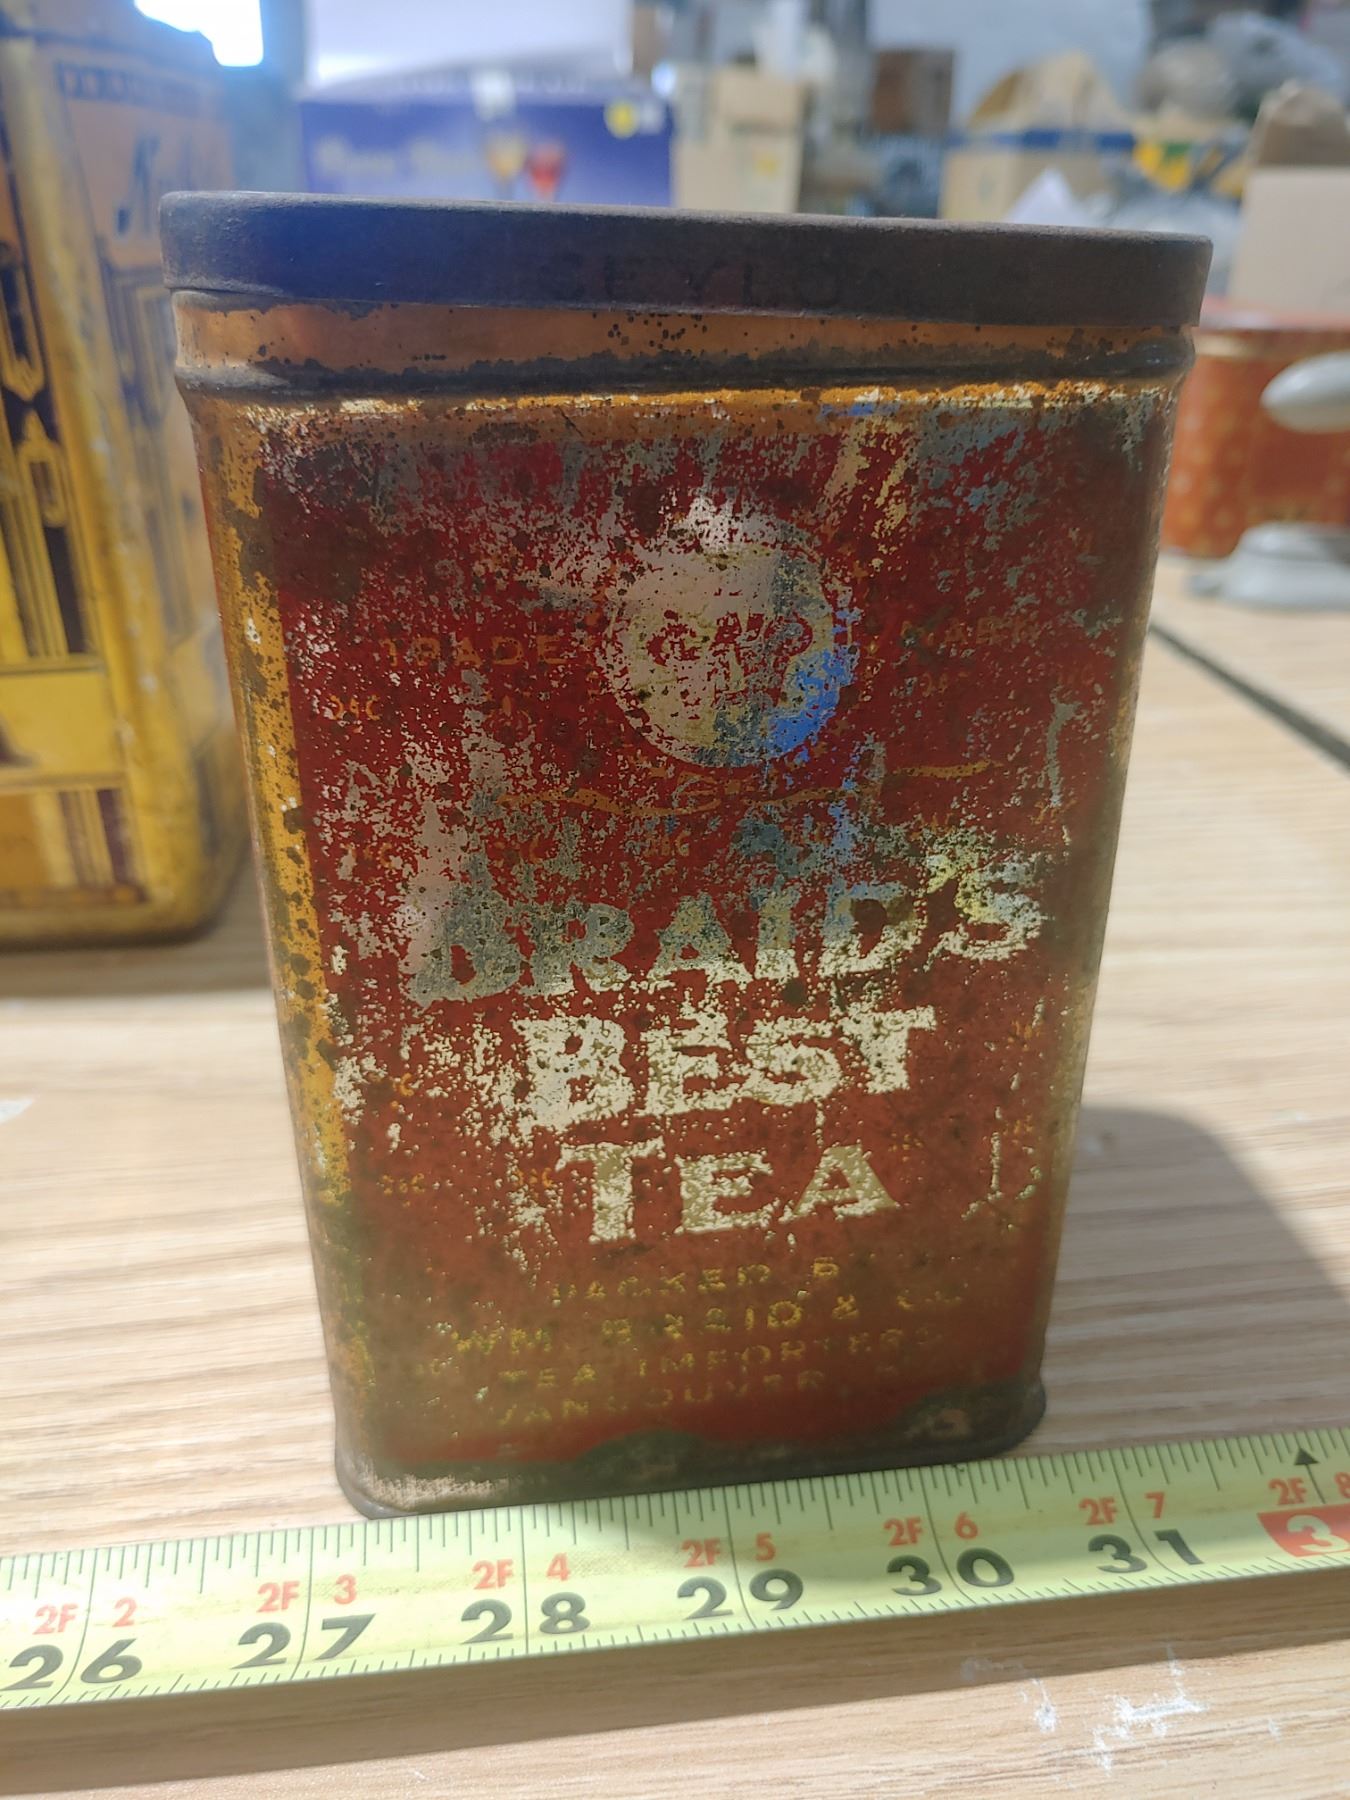 CEYLON
TRADE MARK
BRAID'S
BEST
TEA
PACKED B
WM. BRAID & Co
TEA IMPORTERS
VANCOUVER
2F 2 2F 3 2F 4 2F 5 2F 6 2F 7 2F 8
26 27 28 29 30 31 3